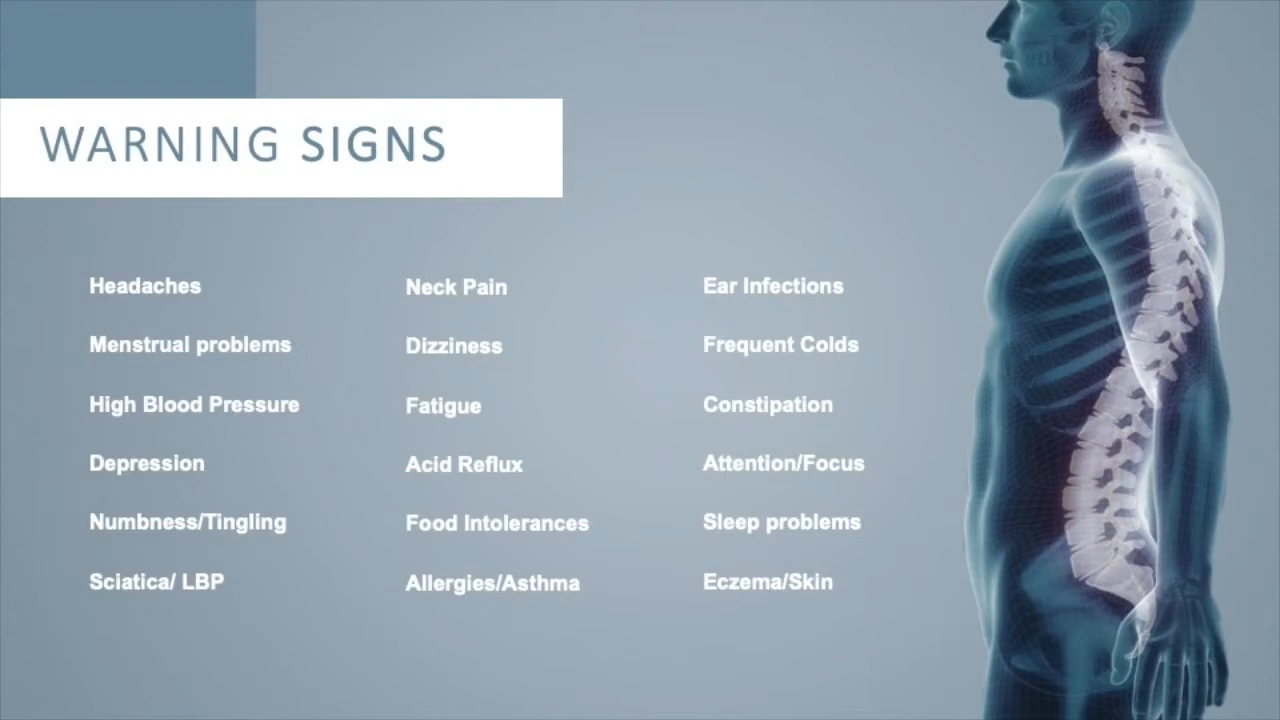 WARNING SIGNS
Headaches
Menstrual problems
High Blood Pressure
Depression
Numbness/Tingling
Sciatica/ LBP
Neck Pain
Dizziness
Fatigue
Acid Reflux
Food Intolerances
Allergies/Asthma
Ear Infections
Frequent Colds
Constipation
Attention/Focus
Sleep problems
Eczema/Skin